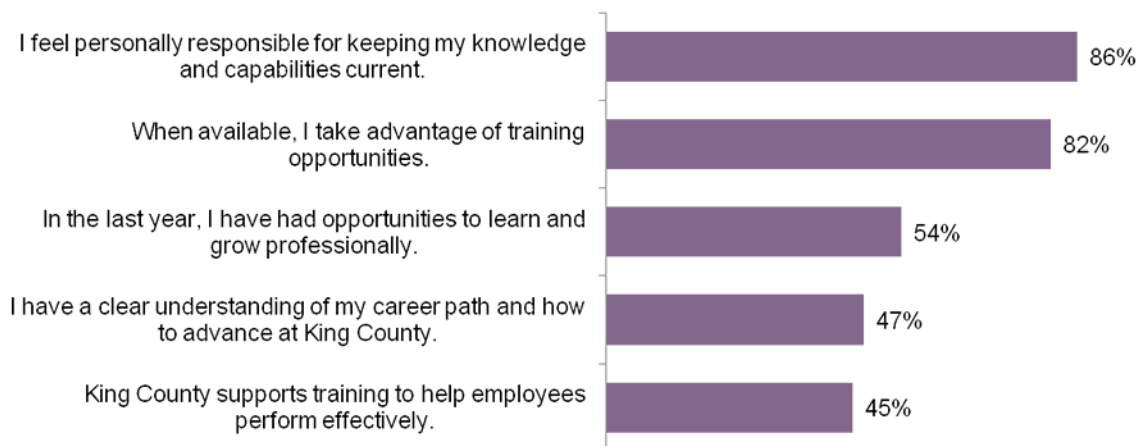 I feel personally responsible for keeping my knowledge
and capabilities current.
86%
When available, I take advantage of training
opportunities.
82%
In the last year, I have had opportunities to learn and
grow professionally.
54%
I have a clear understanding of my career path and how
to advance at King County.
47%
King County supports training to help employees
perform effectively.
45%